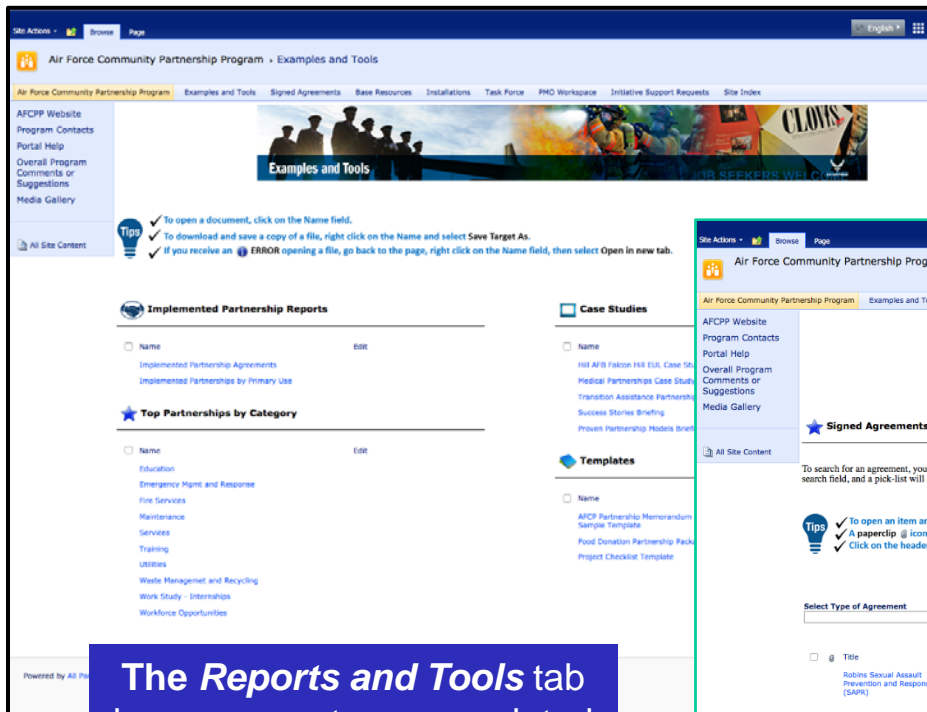 Site Actions
Browse
Page
English
Air Force Community Partnership Program › Examples and Tools
Air Force Community Partnership Program
Examples and Tools
Signed Agreements
Base Resources
Installations
Task Force
PMO Workspace
Initiative Support Requests
Site Index
AFCPP Website
Program Contacts
Portal Help
Overall Program
Comments or
Suggestions
Media Gallery
All Site Content
Examples and Tools
CLOVIS
JOB SEEKERS WELCOME
Tips
✓ To open a document, click on the Name field.
✓ To download and save a copy of a file, right click on the Name and select Save Target As.
✓ If you receive an ERROR opening a file, go back to the page, right click on the Name field, then select Open in new tab.
Implemented Partnership Reports
Name Edit
Implemented Partnership Agreements
Implemented Partnerships by Primary Use
Top Partnerships by Category
Name Edit
Education
Emergency Mgmt and Response
Fire Services
Maintenance
Services
Training
Utilities
Waste Managemet and Recycling
Work Study - Internships
Workforce Opportunities
Case Studies
Name
Hill AFB Falcon Hill EUL Case
Medical Partnerships Case Study
Transition Assistance
Success Stories Briefing
Proven Partnership Models
Templates
Name
AFCP Partnership Memorandum
Sample Template
Food Donation Partnership
Project Checklist Template
Powered by
The Reports and Tools tab
Site Actions
Browse
Page
Air Force Community Partnership
Air Force Community Partnership Program
Examples and
AFCPP Website
Program Contacts
Portal Help
Overall Program
Comments or
Suggestions
Media Gallery
All Site Content
Signed Agreements
To search for an agreement, you
search field, and a pick-list will
Tips
✓ To open an item
✓ A paperclip
✓ Click on the
Select Type of Agreement
Title
Robins Sexual Assault
Prevention and
(SAPR)